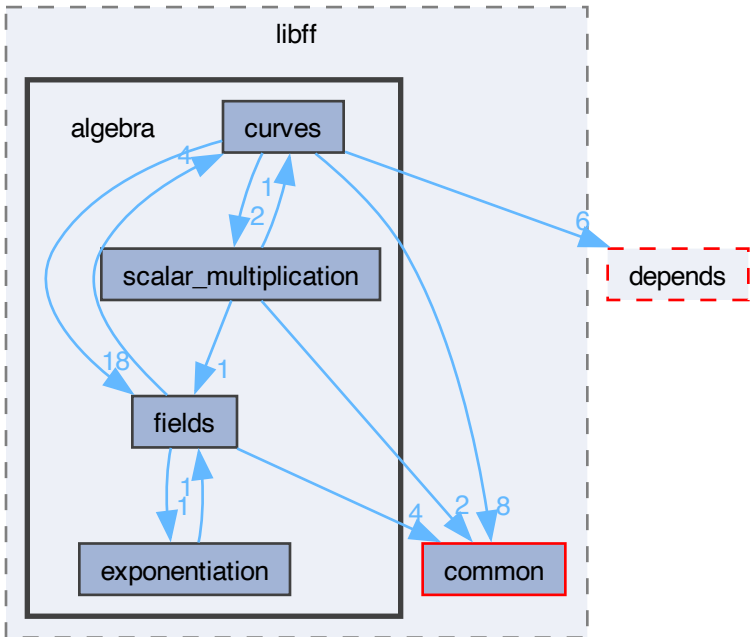 libff
curves
algebra
4
1
2
6
scalar_multiplication
depends
18
1
fields
1
1
4
2
8
exponentiation
common